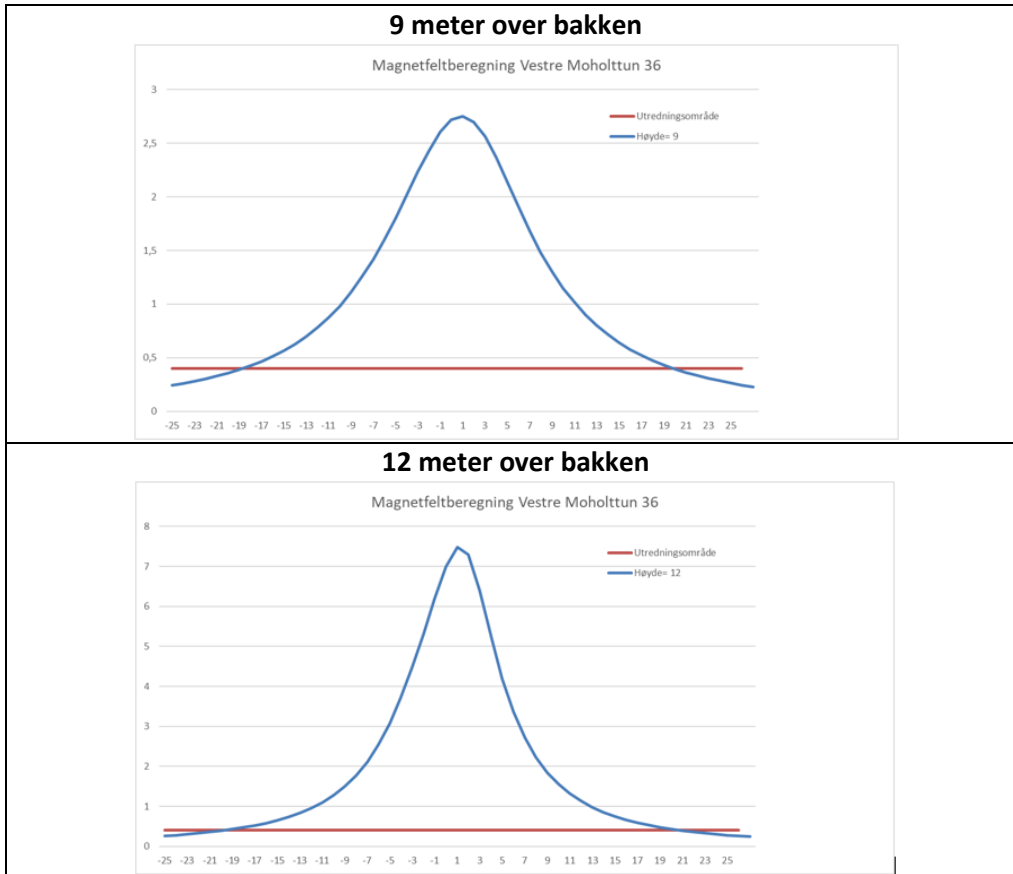 9 meter over bakken
Magnetfeltberegning Vestre Moholttun 36
3
Utredningsområde
Høyde= 9
2,5
2
1,5
1
0,5
0
-25 -23 -21 -19 -17 -15 -13 -11 -9 -7 -5 -3 -1 1 3 5 7 9 11 13 15 17 19 21 23 25
12 meter over bakken
Magnetfeltberegning Vestre Moholttun 36
8
Utredningsområde
7
Høyde= 12
6
5
4
3
2
1
0
-25 -23 -21 -19 -17 -15 -13 -11 -9 -7 -5 -3 -1 1 3 5 7 9 11 13 15 17 19 21 23 25